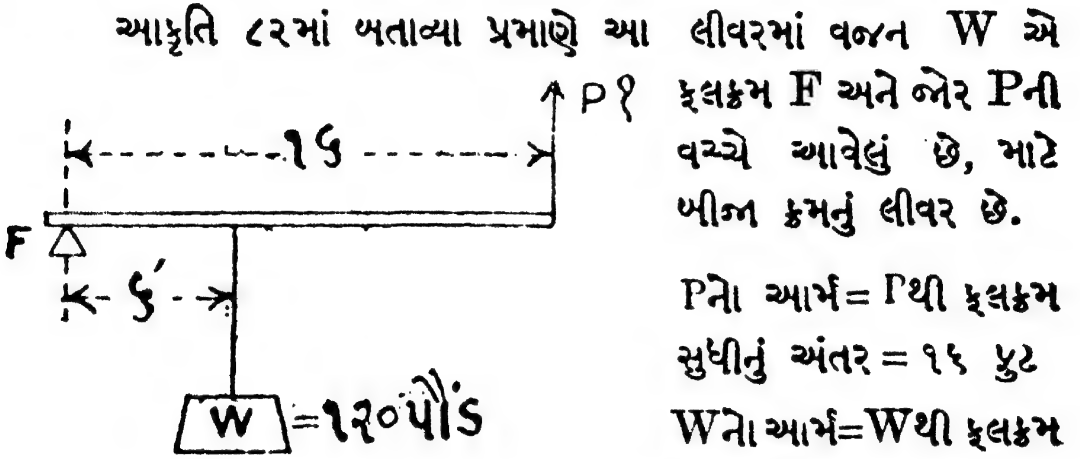 આકૃતિ ૮૨માં બતાવ્યા પ્રમાણે આ લીવરમાં વજન W એ
ફલક્રમ F અને જોર Pની
વચ્ચે આવેલું છે, માટે
બીજા ક્રમનું લીવર છે.
Pનો આર્મ=Pથી ફલક્રમ
સુધીનું અંતર = ૧૬ ફુટ
Wનો આર્મ=Wથી ફલક્રમ
P?
૧૬
F
૬′
W =૧૨૦પૌંડ